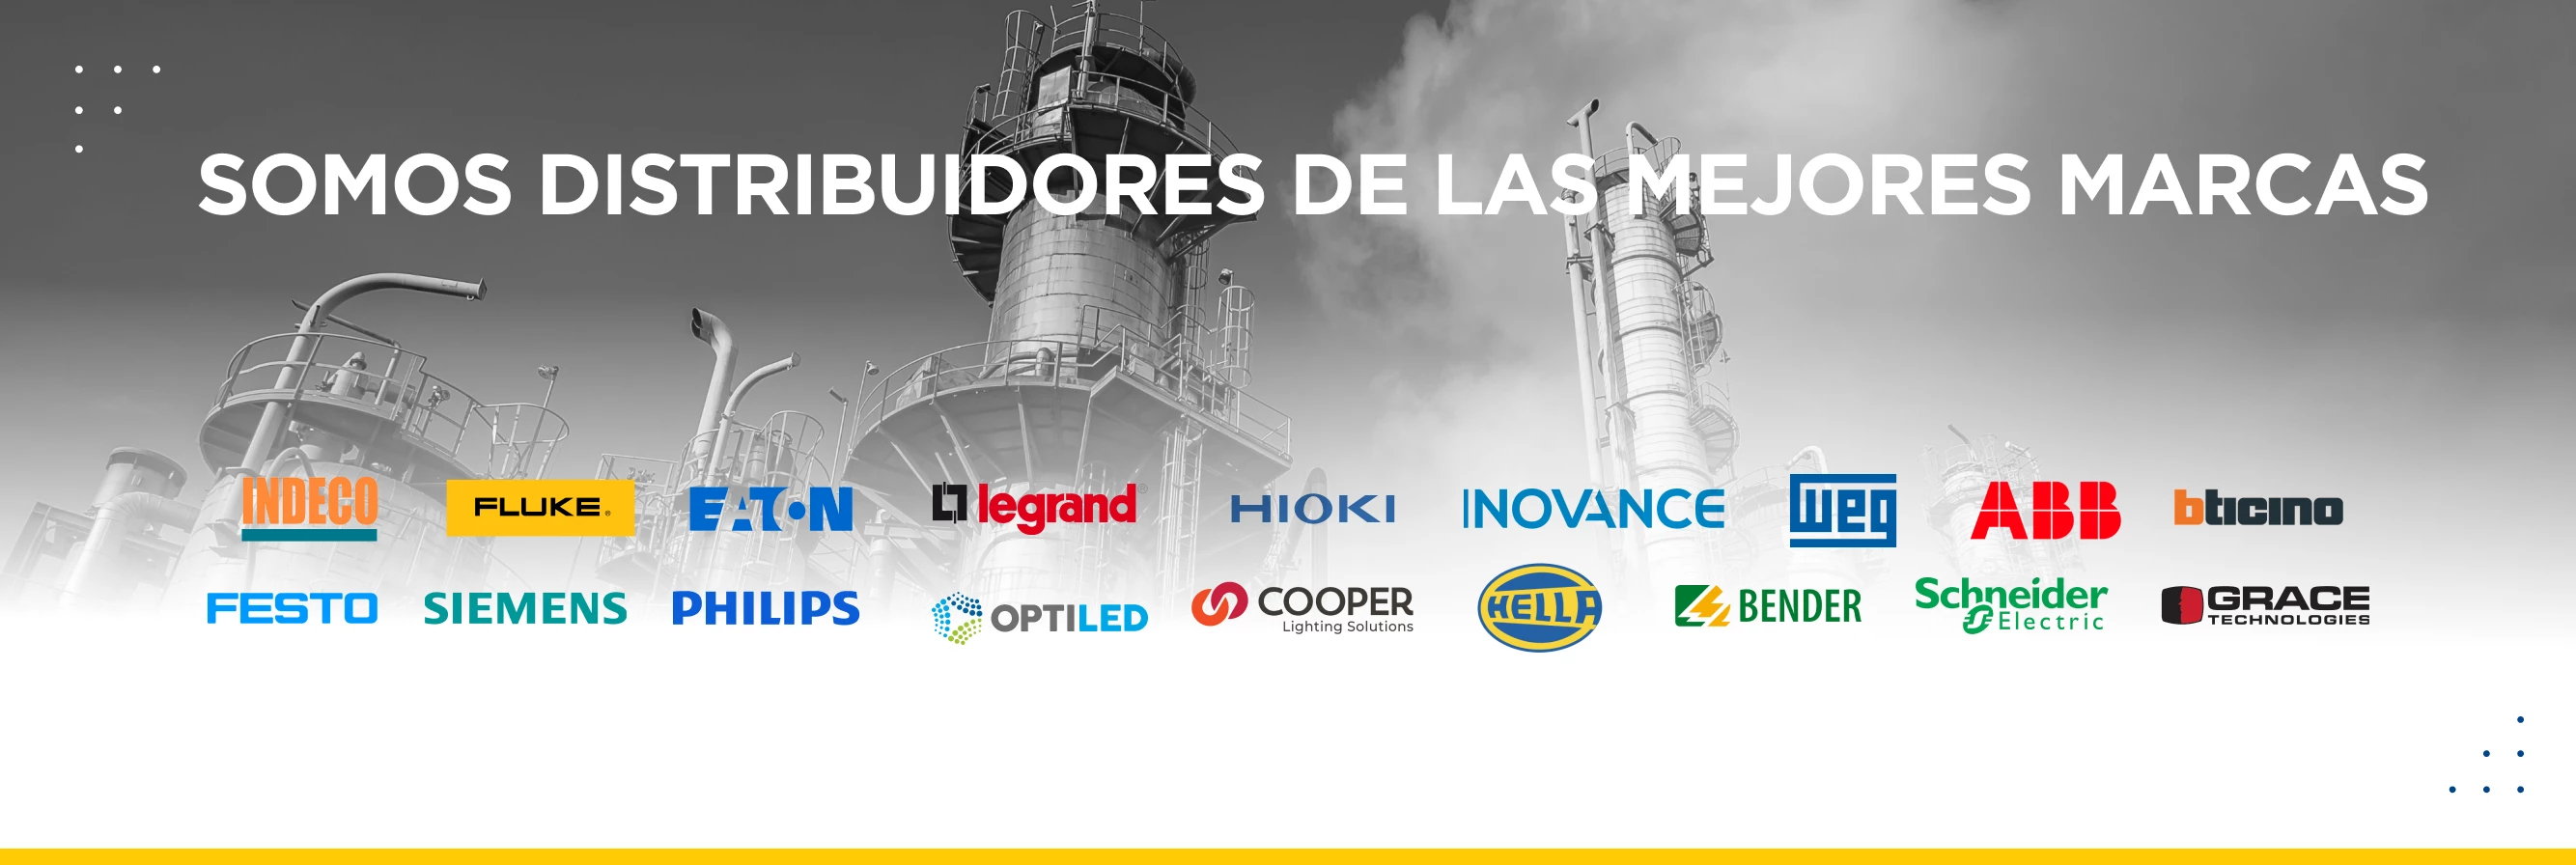 SOMOS DISTRIBUIDORES DE LAS MEJORES MARCAS
INDECO FLUKE® EATON legrand® HIOKI INOVANCE WEG ABB bticino
FESTO SIEMENS PHILIPS OPTILED COOPER Lighting Solutions HELLA BENDER Schneider Electric GRACE TECHNOLOGIES